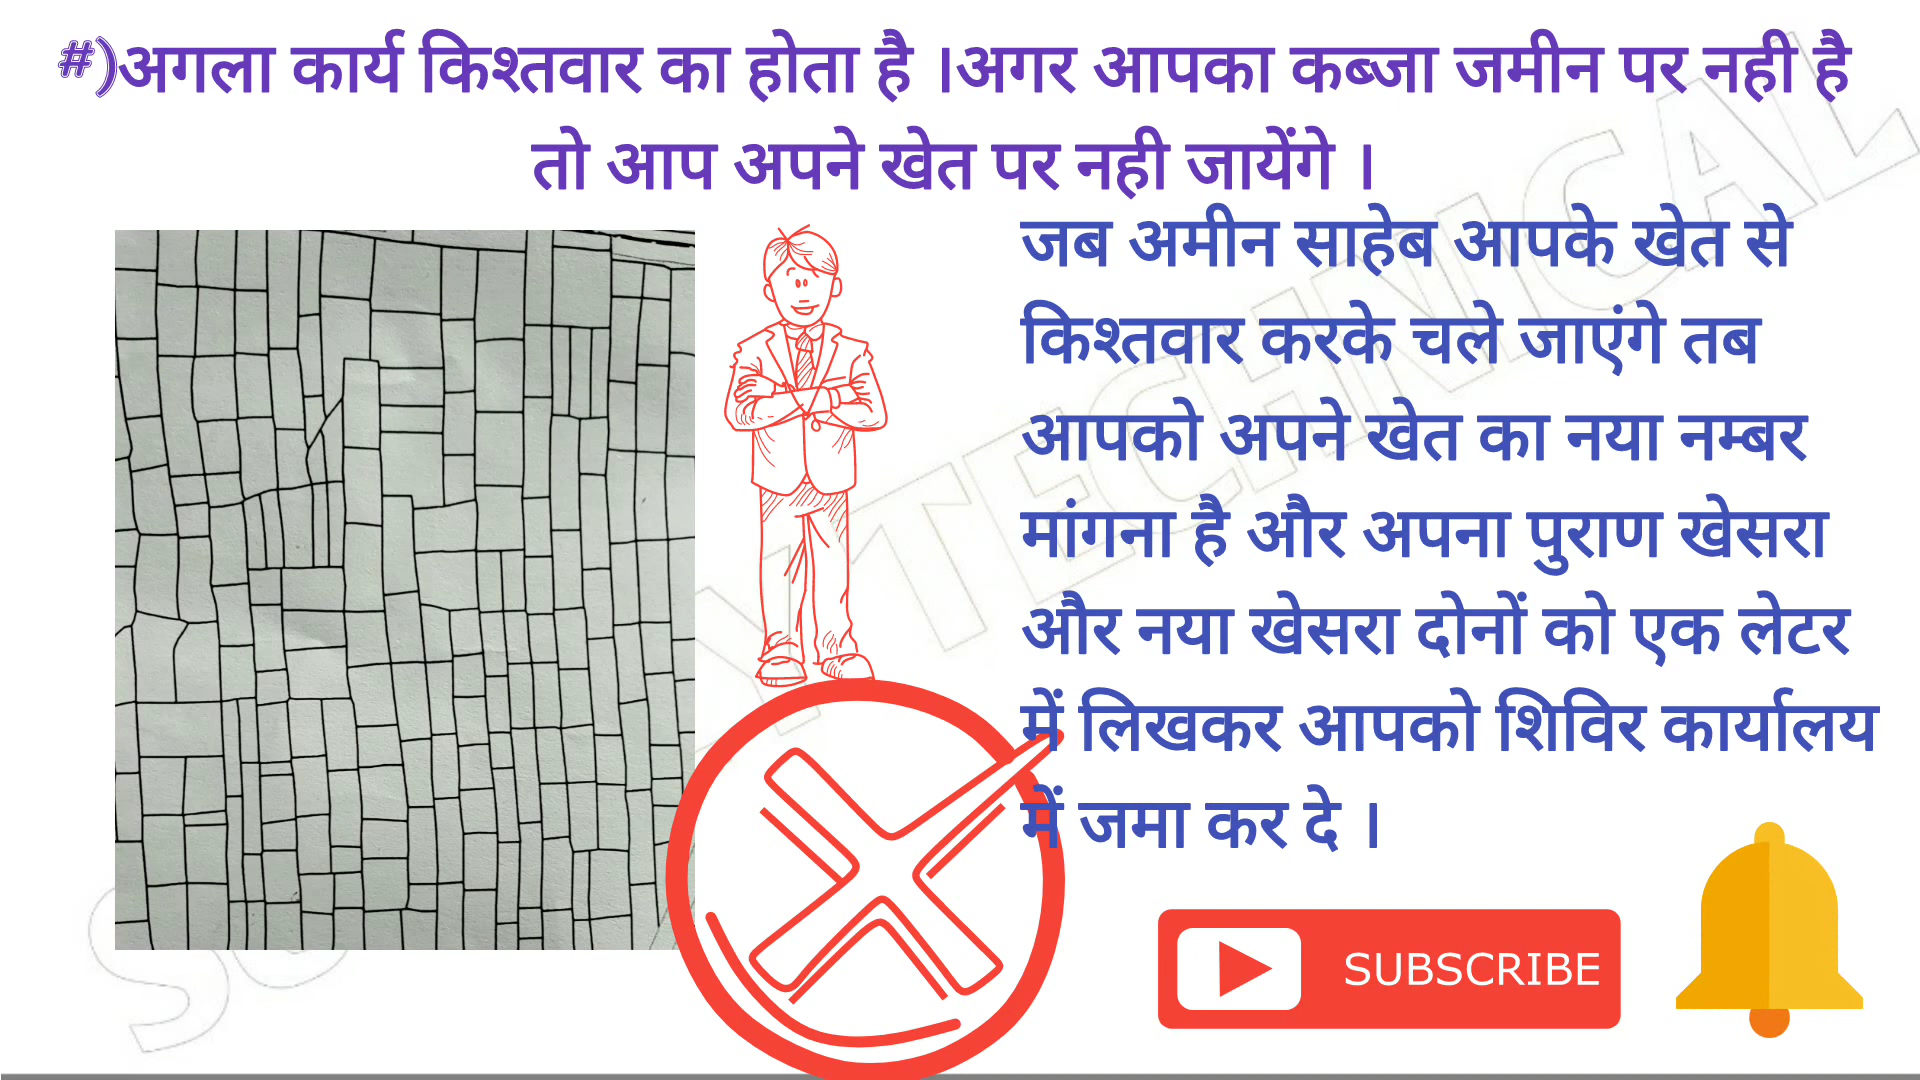 #)अगला कार्य किश्तवार का होता है ।अगर आपका कब्जा जमीन पर नही है
तो आप अपने खेत पर नही जायेंगे ।
जब अमीन साहेब आपके खेत से
किश्तवार करके चले जाएंगे तब
आपको अपने खेत का नया नम्बर
मांगना है और अपना पुराण खेसरा
और नया खेसरा दोनों को एक लेटर
में लिखकर आपको शिविर कार्यालय
में जमा कर दे ।
TECHNICAL
SUBSCRIBE